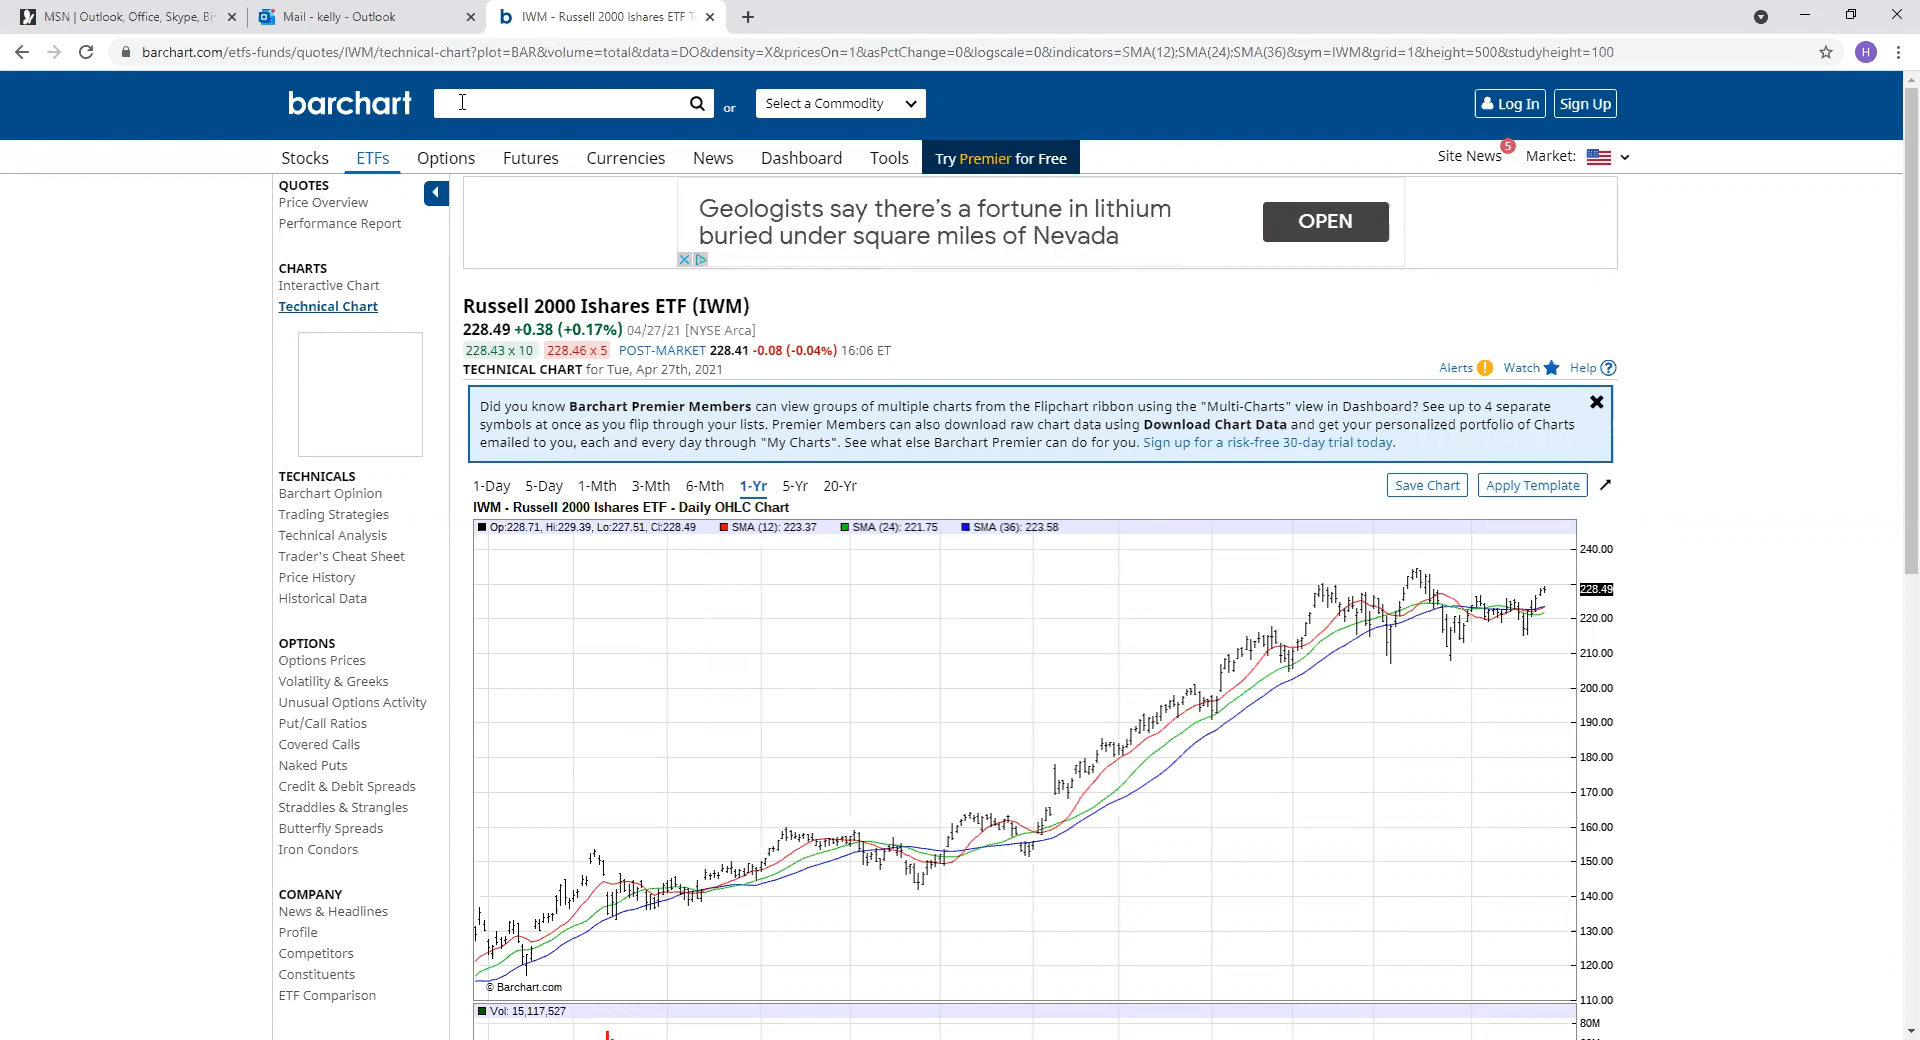 MSN | Outlook, Office, Skype, Bi
Mail - kelly - Outlook
IWM - Russell 2000 Ishares ETF T
barchart.com/etfs-funds/quotes/IWM/technical-chart?plot=BAR&volume=total&data=DO&density=X&pricesOn=1&asPctChange=0&logscale=0&indicators=SMA(12);SMA(24);SMA(36)&sym=IWM&grid=1&height=500&studyheight=100
H
barchart
or
Select a Commodity
Log In
Sign Up
Stocks ETFs Options Futures Currencies News Dashboard Tools Try Premier for Free
Site News 5 Market:
QUOTES
Price Overview
Performance Report
CHARTS
Interactive Chart
Technical Chart
TECHNICALS
Barchart Opinion
Trading Strategies
Technical Analysis
Trader's Cheat Sheet
Price History
Historical Data
OPTIONS
Options Prices
Volatility & Greeks
Unusual Options Activity
Put/Call Ratios
Covered Calls
Naked Puts
Credit & Debit Spreads
Straddles & Strangles
Butterfly Spreads
Iron Condors
COMPANY
News & Headlines
Profile
Competitors
Constituents
ETF Comparison
Geologists say there's a fortune in lithium
buried under square miles of Nevada
OPEN
Russell 2000 Ishares ETF (IWM)
228.49 +0.38 (+0.17%) 04/27/21 [NYSE Arca]
228.43 x 10 228.46 x 5 POST-MARKET 228.41 -0.08 (-0.04%) 16:06 ET
TECHNICAL CHART for Tue, Apr 27th, 2021
Alerts ! Watch Help ?
Did you know Barchart Premier Members can view groups of multiple charts from the Flipchart ribbon using the "Multi-Charts" view in Dashboard? See up to 4 separate
symbols at once as you flip through your lists. Premier Members can also download raw chart data using Download Chart Data and get your personalized portfolio of Charts
emailed to you, each and every day through "My Charts". See what else Barchart Premier can do for you. Sign up for a risk-free 30-day trial today.
1-Day 5-Day 1-Mth 3-Mth 6-Mth 1-Yr 5-Yr 20-Yr
Save Chart Apply Template
IWM - Russell 2000 Ishares ETF - Daily OHLC Chart
Op:228.71, Hi:229.39, Lo:227.51, Cl:228.49 SMA (12): 223.37 SMA (24): 221.75 SMA (36): 223.58
240.00
228.49
220.00
210.00
200.00
190.00
180.00
170.00
160.00
150.00
140.00
130.00
120.00
110.00
© Barchart.com
Vol: 15,117,527
80M